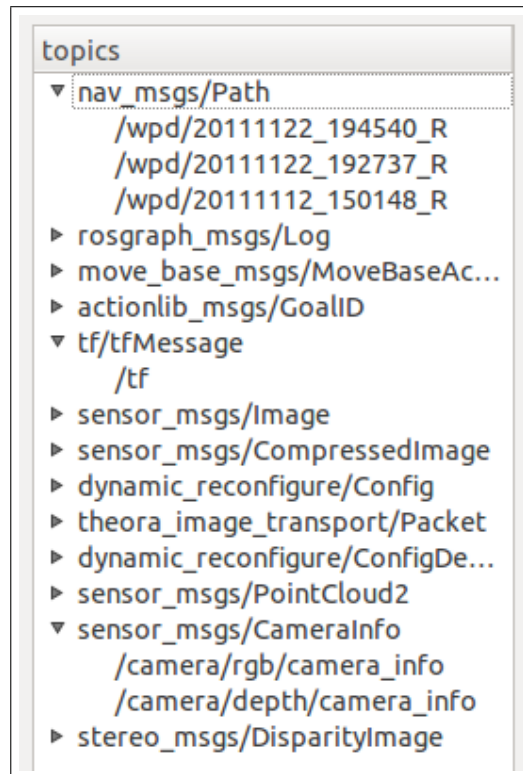 topics
nav_msgs/Path
/wpd/20111122_194540_R
/wpd/20111122_192737_R
/wpd/20111112_150148_R
rosgraph_msgs/Log
move_base_msgs/MoveBaseAc...
actionlib_msgs/GoalID
tf/tfMessage
/tf
sensor_msgs/Image
sensor_msgs/CompressedImage
dynamic_reconfigure/Config
theora_image_transport/Packet
dynamic_reconfigure/ConfigDe...
sensor_msgs/PointCloud2
sensor_msgs/CameraInfo
/camera/rgb/camera_info
/camera/depth/camera_info
stereo_msgs/DisparityImage